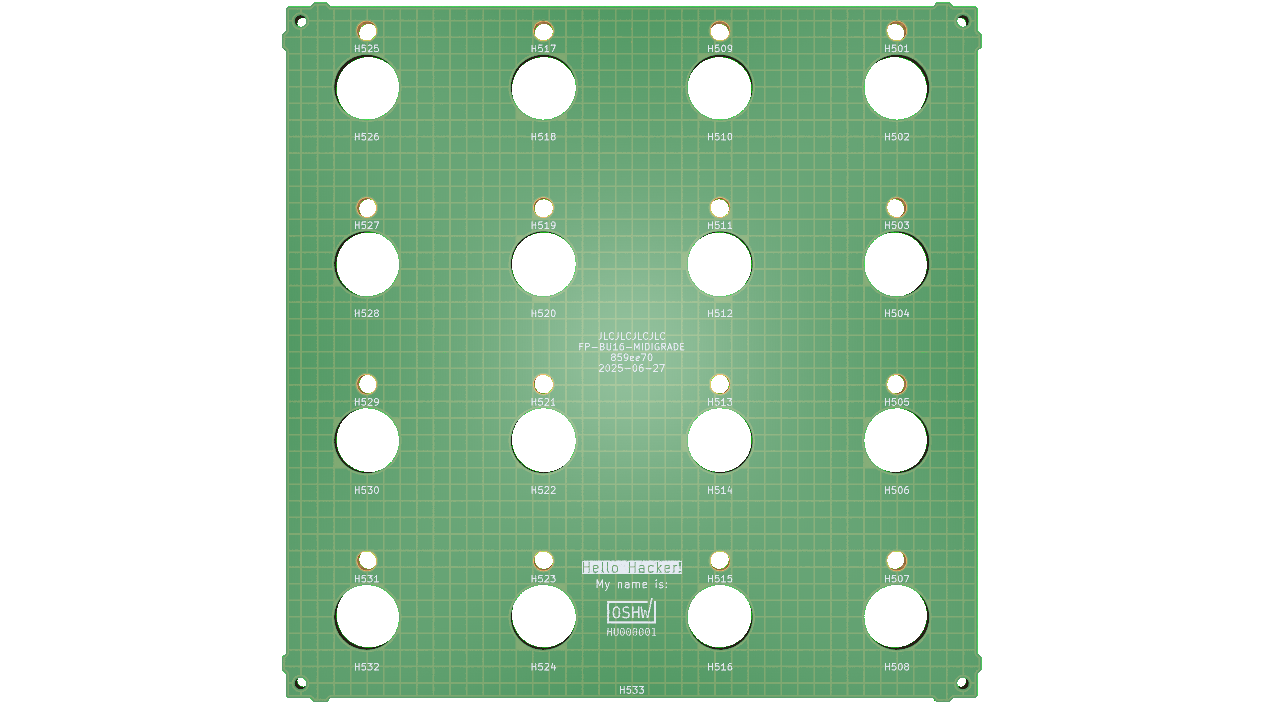 H525 H517 H509 H501
H526 H518 H510 H502
H527 H519 H511 H503
H528 H520 H512 H504
JLCJLCJLCJLC
FP-BU16-MIDIGRADE
859ee70
2025-06-27
H529 H521 H513 H505
H530 H522 H514 H506
Hello Hacker!
H531 H523 H515 H507
My name is:
OSHW
HU000001
H532 H524 H516 H508
H533